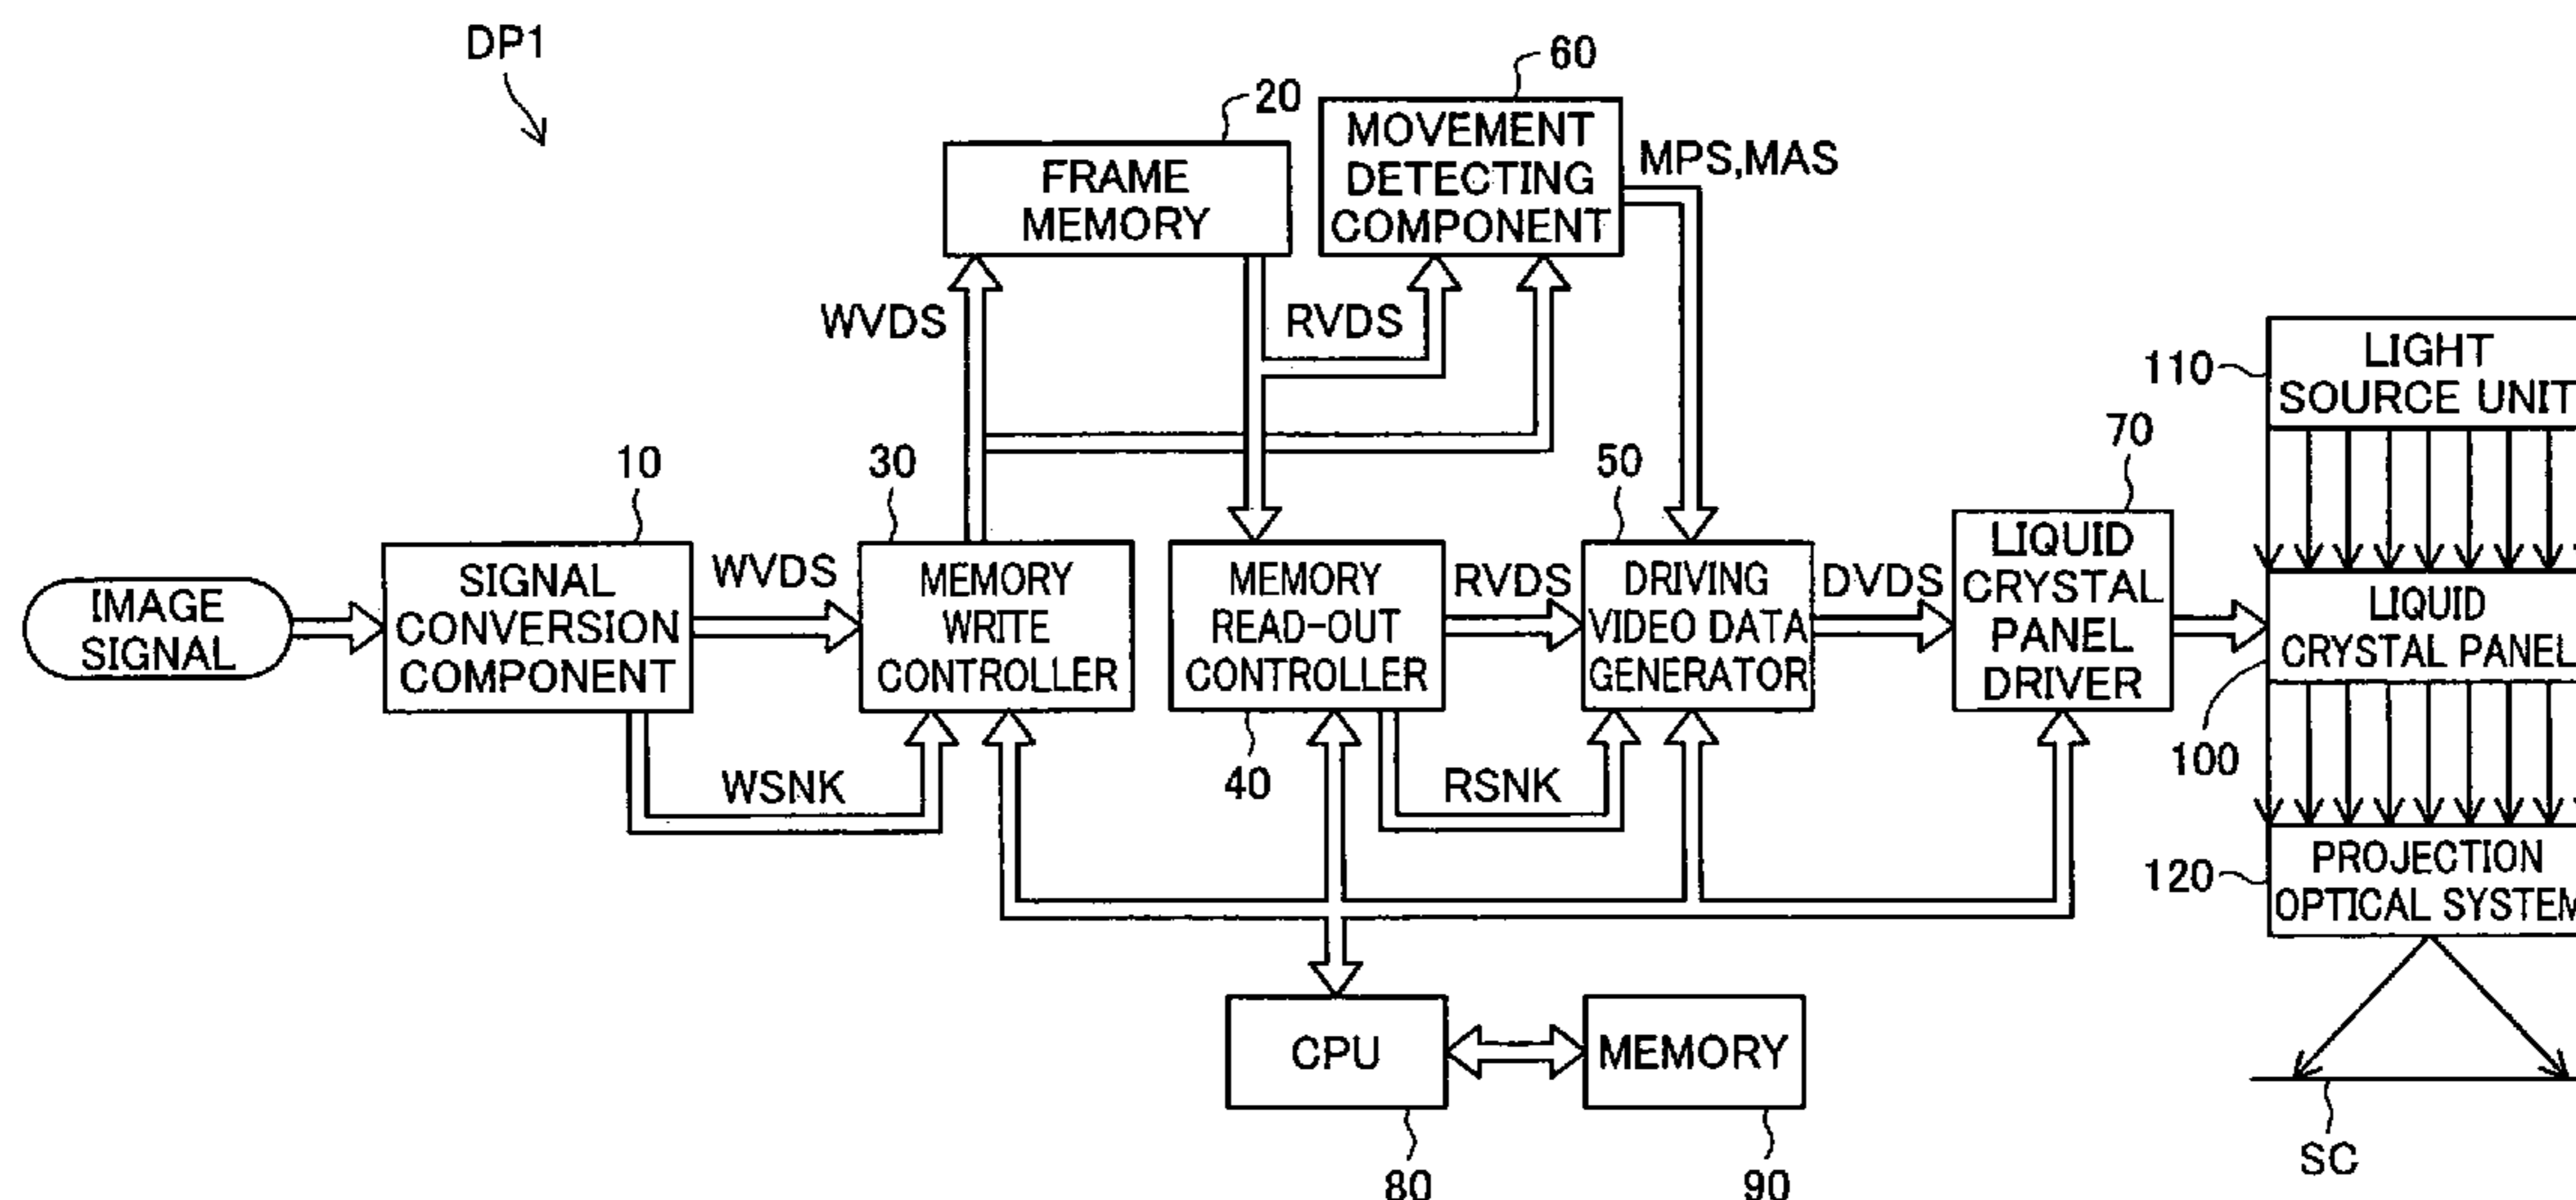 DP1
60
20
MOVEMENT
DETECTING
COMPONENT
MPS,MAS
FRAME
MEMORY
WVDS
RVDS
110
LIGHT
SOURCE UNIT
70
10
30
50
IMAGE
SIGNAL
SIGNAL
CONVERSION
COMPONENT
WVDS
MEMORY
WRITE
CONTROLLER
MEMORY
READ-OUT
CONTROLLER
RVDS
DRIVING
VIDEO DATA
GENERATOR
DVDS
LIQUID
CRYSTAL
PANEL
DRIVER
LIQUID
CRYSTAL PANEL
100
WSNK
40
RSNK
120
PROJECTION
OPTICAL SYSTEM
CPU
MEMORY
80
90
SC